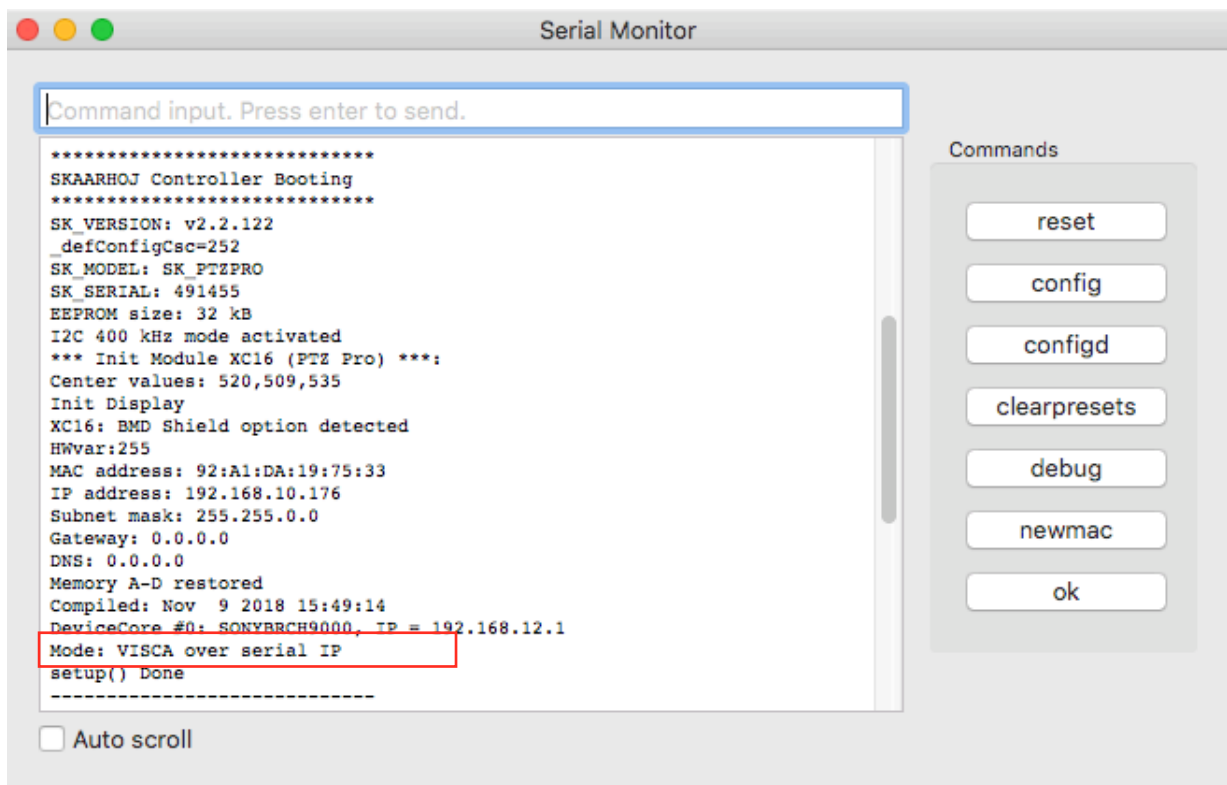 Serial Monitor
Command input. Press enter to send.
*****************************
SKAARHOJ Controller Booting
*****************************
SK_VERSION: v2.2.122
_defConfigCsc=252
SK_MODEL: SK_PTZPRO
SK_SERIAL: 491455
EEPROM size: 32 kB
I2C 400 kHz mode activated
*** Init Module XC16 (PTZ Pro) ***:
Center values: 520,509,535
Init Display
XC16: BMD Shield option detected
HWvar:255
MAC address: 92:A1:DA:19:75:33
IP address: 192.168.10.176
Subnet mask: 255.255.0.0
Gateway: 0.0.0.0
DNS: 0.0.0.0
Memory A-D restored
Compiled: Nov  9 2018 15:49:14
DeviceCore #0: SONYBRCH9000, IP = 192.168.12.1
Mode: VISCA over serial IP
setup() Done
-----------------------------
Auto scroll
Commands
reset
config
configd
clearpresets
debug
newmac
ok